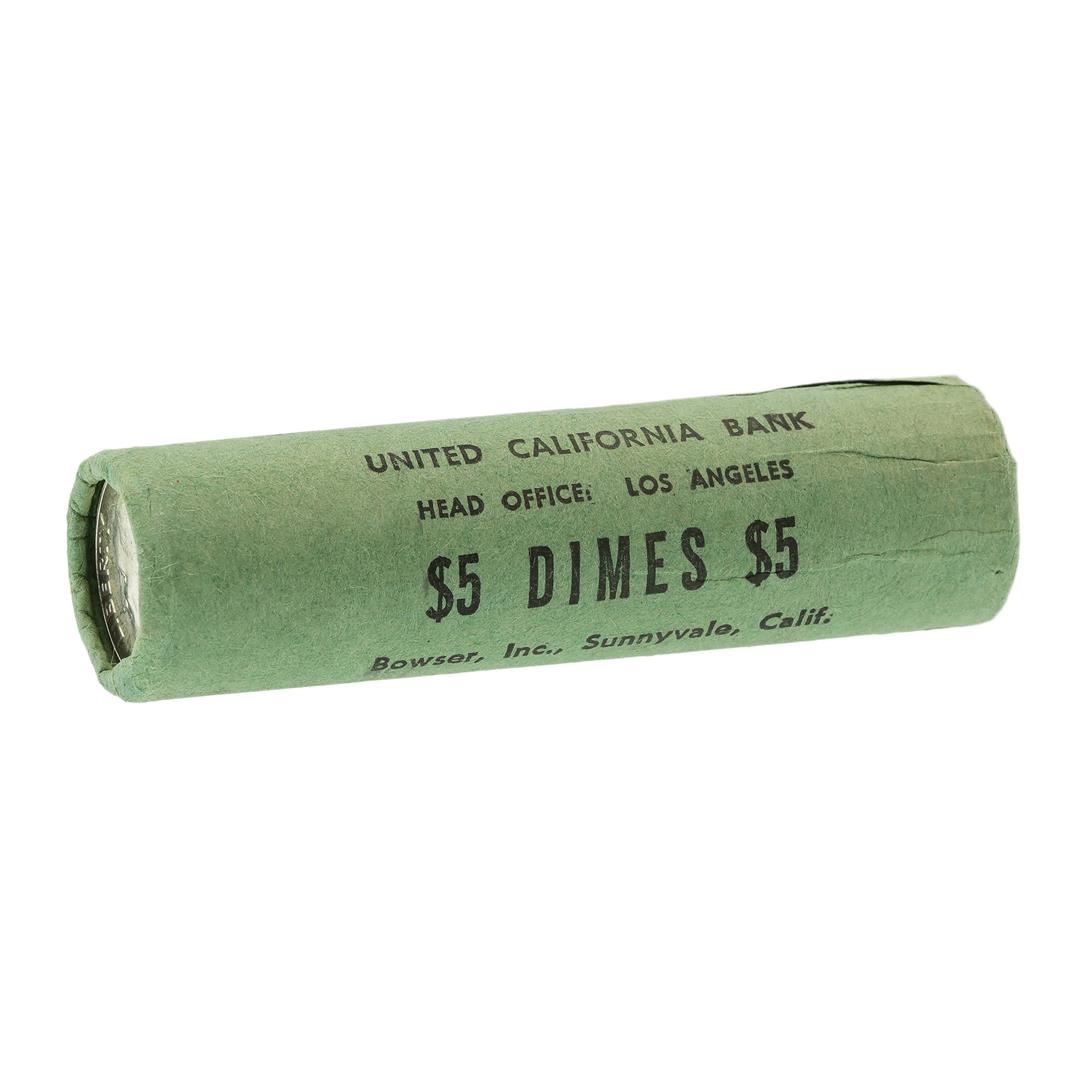 UNITED CALIFORNIA BANK
HEAD OFFICE: LOS ANGELES
$5 DIMES $5
Bowser, Inc., Sunnyvale, Calif.